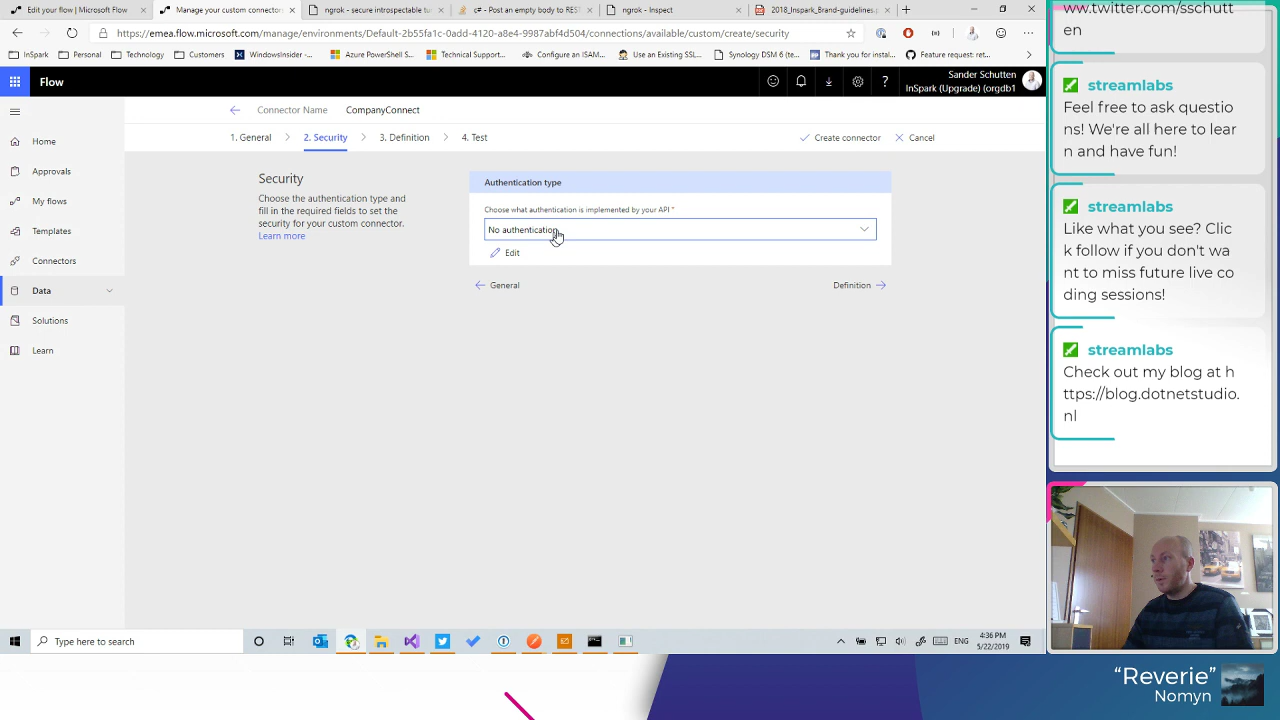 Edit your flow | Microsoft Flow
Manage your custom connectors
ngrok - secure introspectable tu
c# - Post an empty body to REST
ngrok - Inspect
2018_Inspark_Brand-guidelines.p
https://emea.flow.microsoft.com/manage/environments/Default-2b55fa1c-0add-4120-a8e4-9987abf4d504/connections/available/custom/create/security
InSpark
Personal
Technology
Customers
WindowsInsider -
Azure PowerShell S...
Technical Support...
Configure an iSAM...
Use an Existing SSL...
Synology DSM 6 (te...
Thank you for instal...
Feature request: ret...
Flow
Sander Schutten
InSpark (Upgrade) (orgdb1
Connector Name
CompanyConnect
1. General
2. Security
3. Definition
4. Test
Create connector
Cancel
Home
Approvals
My flows
Templates
Connectors
Data
Solutions
Learn
Security
Choose the authentication type and
fill in the required fields to set the
security for your custom connector.
Learn more
Authentication type
Choose what authentication is implemented by your API *
No authentication
Edit
General
Definition
ww.twitter.com/sschutt
en
streamlabs
Feel free to ask questio
ns! We're all here to lear
n and have fun!
streamlabs
Like what you see? Clic
k follow if you don't wa
nt to miss future live co
ding sessions!
streamlabs
Check out my blog at h
ttps://blog.dotnetstudio.
nl
Type here to search
ENG
4:36 PM
5/22/2019
“Reverie”
Nomyn